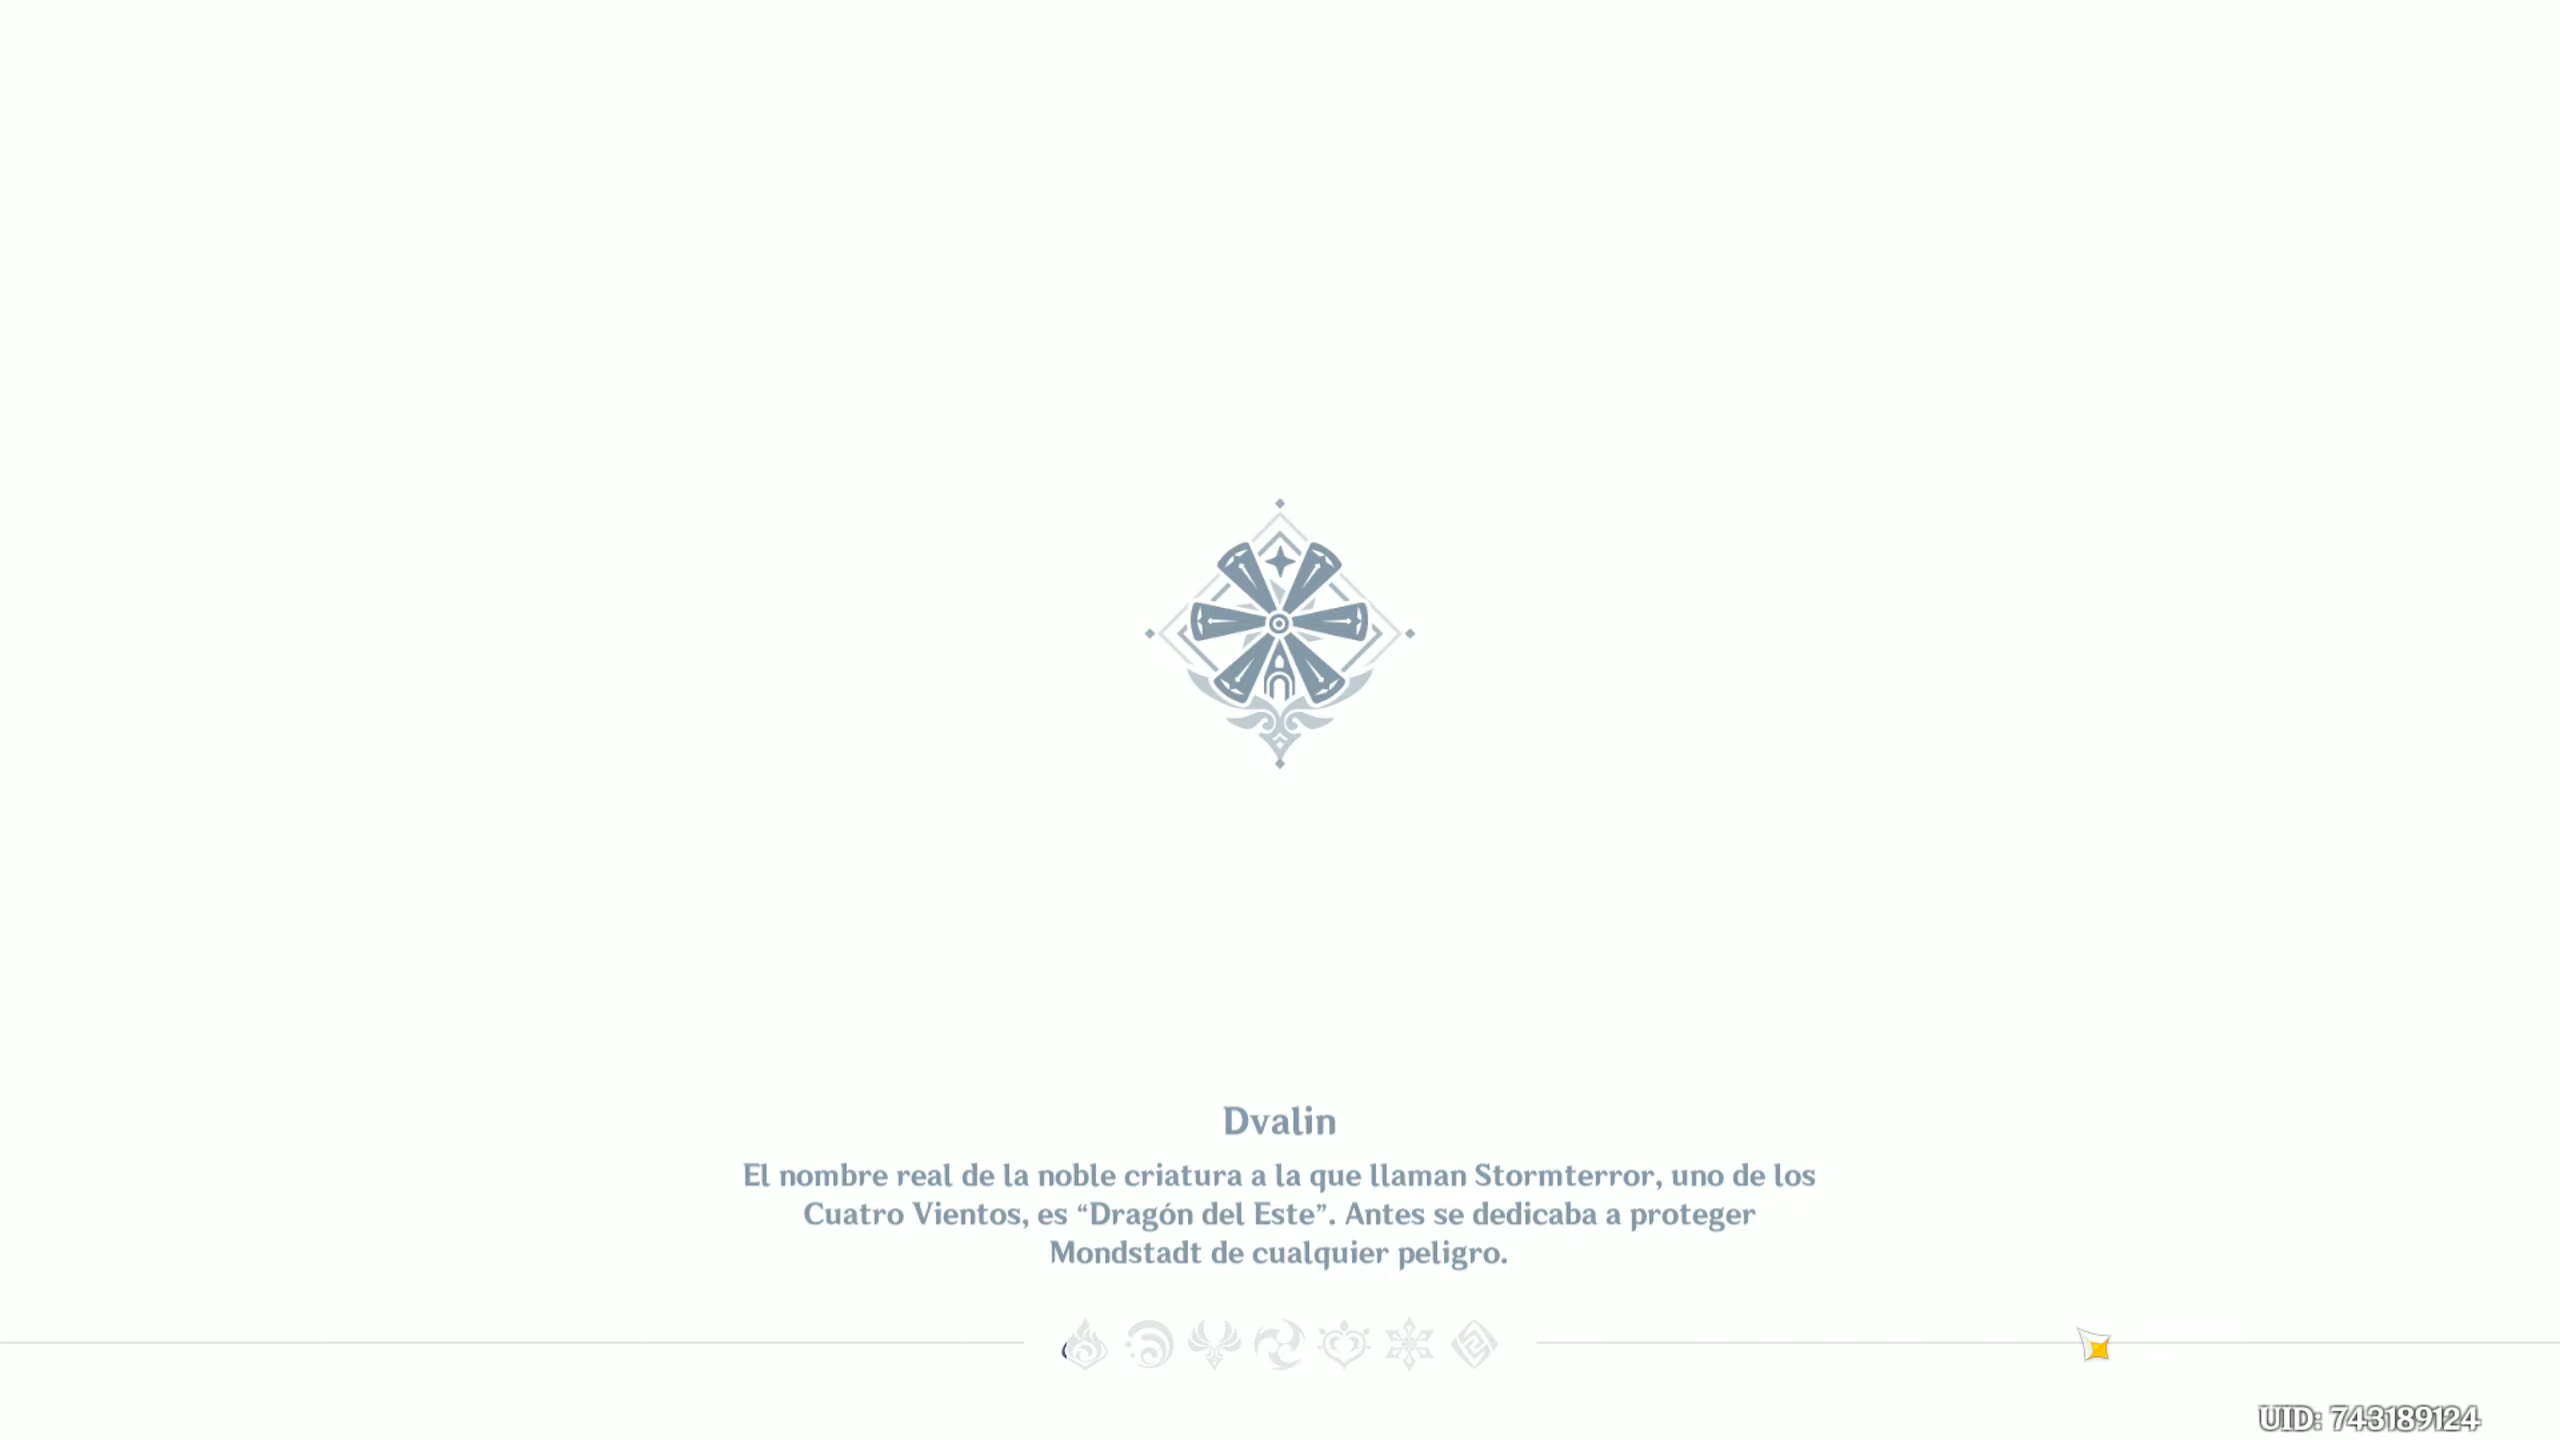 Dvalin
El nombre real de la noble criatura a la que llaman Stormterror, uno de los
Cuatro Vientos, es “Dragón del Este”. Antes se dedicaba a proteger
Mondstadt de cualquier peligro.
UID: 743189124